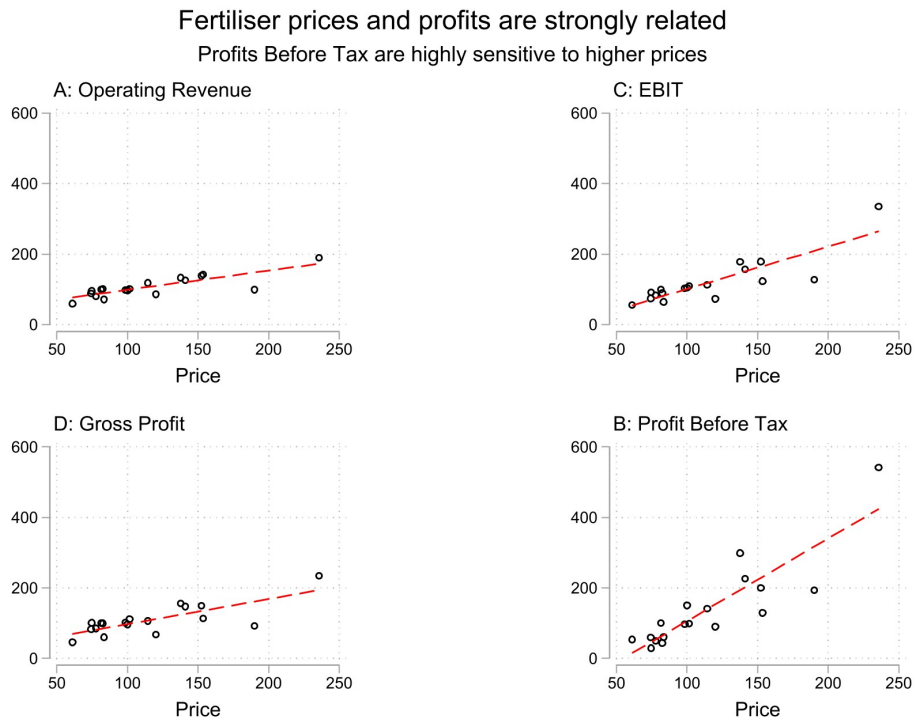 Fertiliser prices and profits are strongly related
Profits Before Tax are highly sensitive to higher prices
A: Operating Revenue
600
400
200
0
50 100 150 200 250
Price
C: EBIT
600
400
200
0
50 100 150 200 250
Price
D: Gross Profit
600
400
200
0
50 100 150 200 250
Price
B: Profit Before Tax
600
400
200
0
50 100 150 200 250
Price